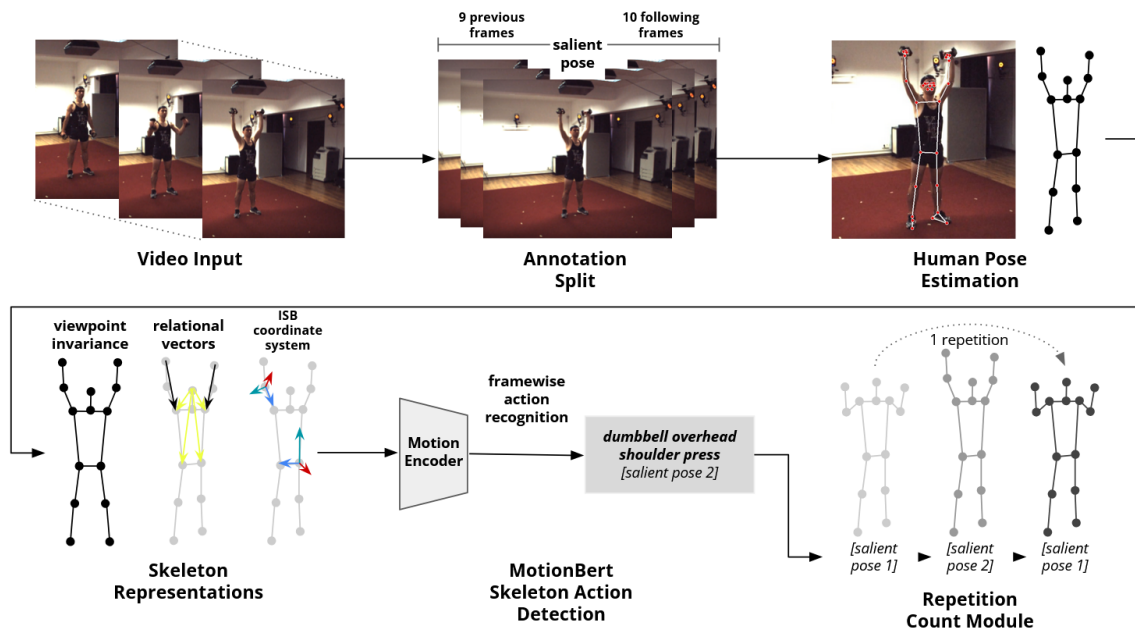 9 previous
frames
salient
pose
10 following
frames
Video Input
Annotation
Split
Human Pose
Estimation
viewpoint
invariance
relational
vectors
ISB
coordinate
system
Motion
Encoder
framewise
action
recognition
dumbbell overhead
shoulder press
[salient pose 2]
1 repetition
[salient
pose 1]
[salient
pose 2]
[salient
pose 1]
Skeleton
Representations
MotionBert
Skeleton Action
Detection
Repetition
Count Module